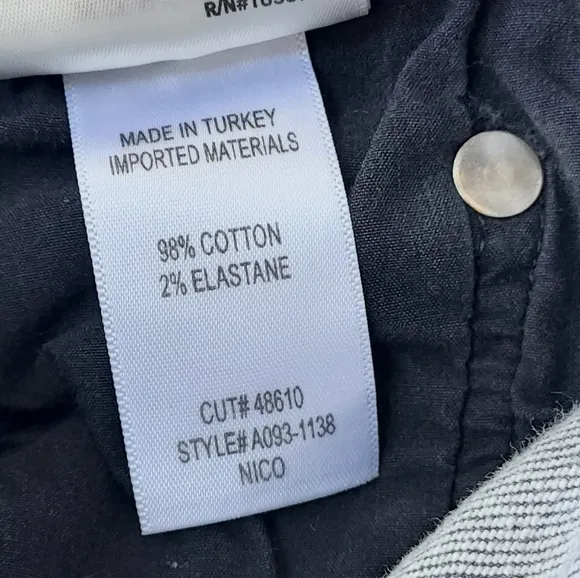 MADE IN TURKEY
IMPORTED MATERIALS
98% COTTON
2% ELASTANE
CUT# 48610
STYLE# A093-1138
NICO